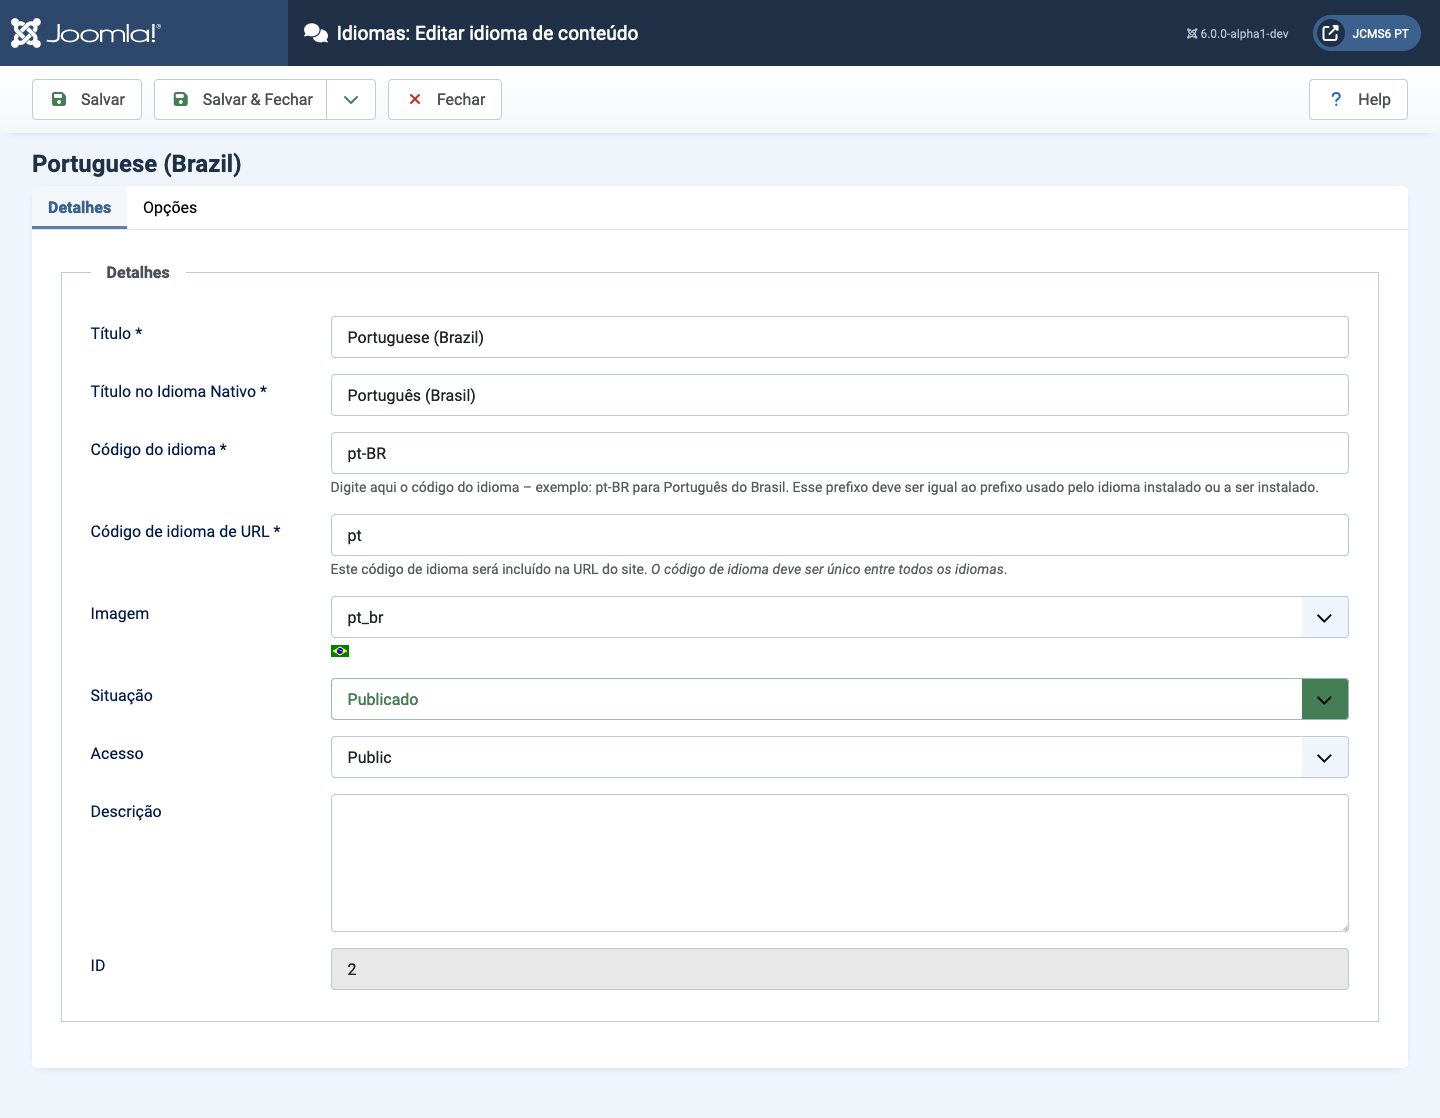 Joomla!®
Idiomas: Editar idioma de conteúdo
6.0.0-alpha1-dev
JCMS6 PT
Salvar
Salvar & Fechar
Fechar
? Help
Portuguese (Brazil)
Detalhes
Opções
Detalhes
Título *
Portuguese (Brazil)
Título no Idioma Nativo *
Português (Brasil)
Código do idioma *
pt-BR
Digite aqui o código do idioma – exemplo: pt-BR para Português do Brasil. Esse prefixo deve ser igual ao prefixo usado pelo idioma instalado ou a ser instalado.
Código de idioma de URL *
pt
Este código de idioma será incluído na URL do site. O código de idioma deve ser único entre todos os idiomas.
Imagem
pt_br
Situação
Publicado
Acesso
Public
Descrição
ID
2